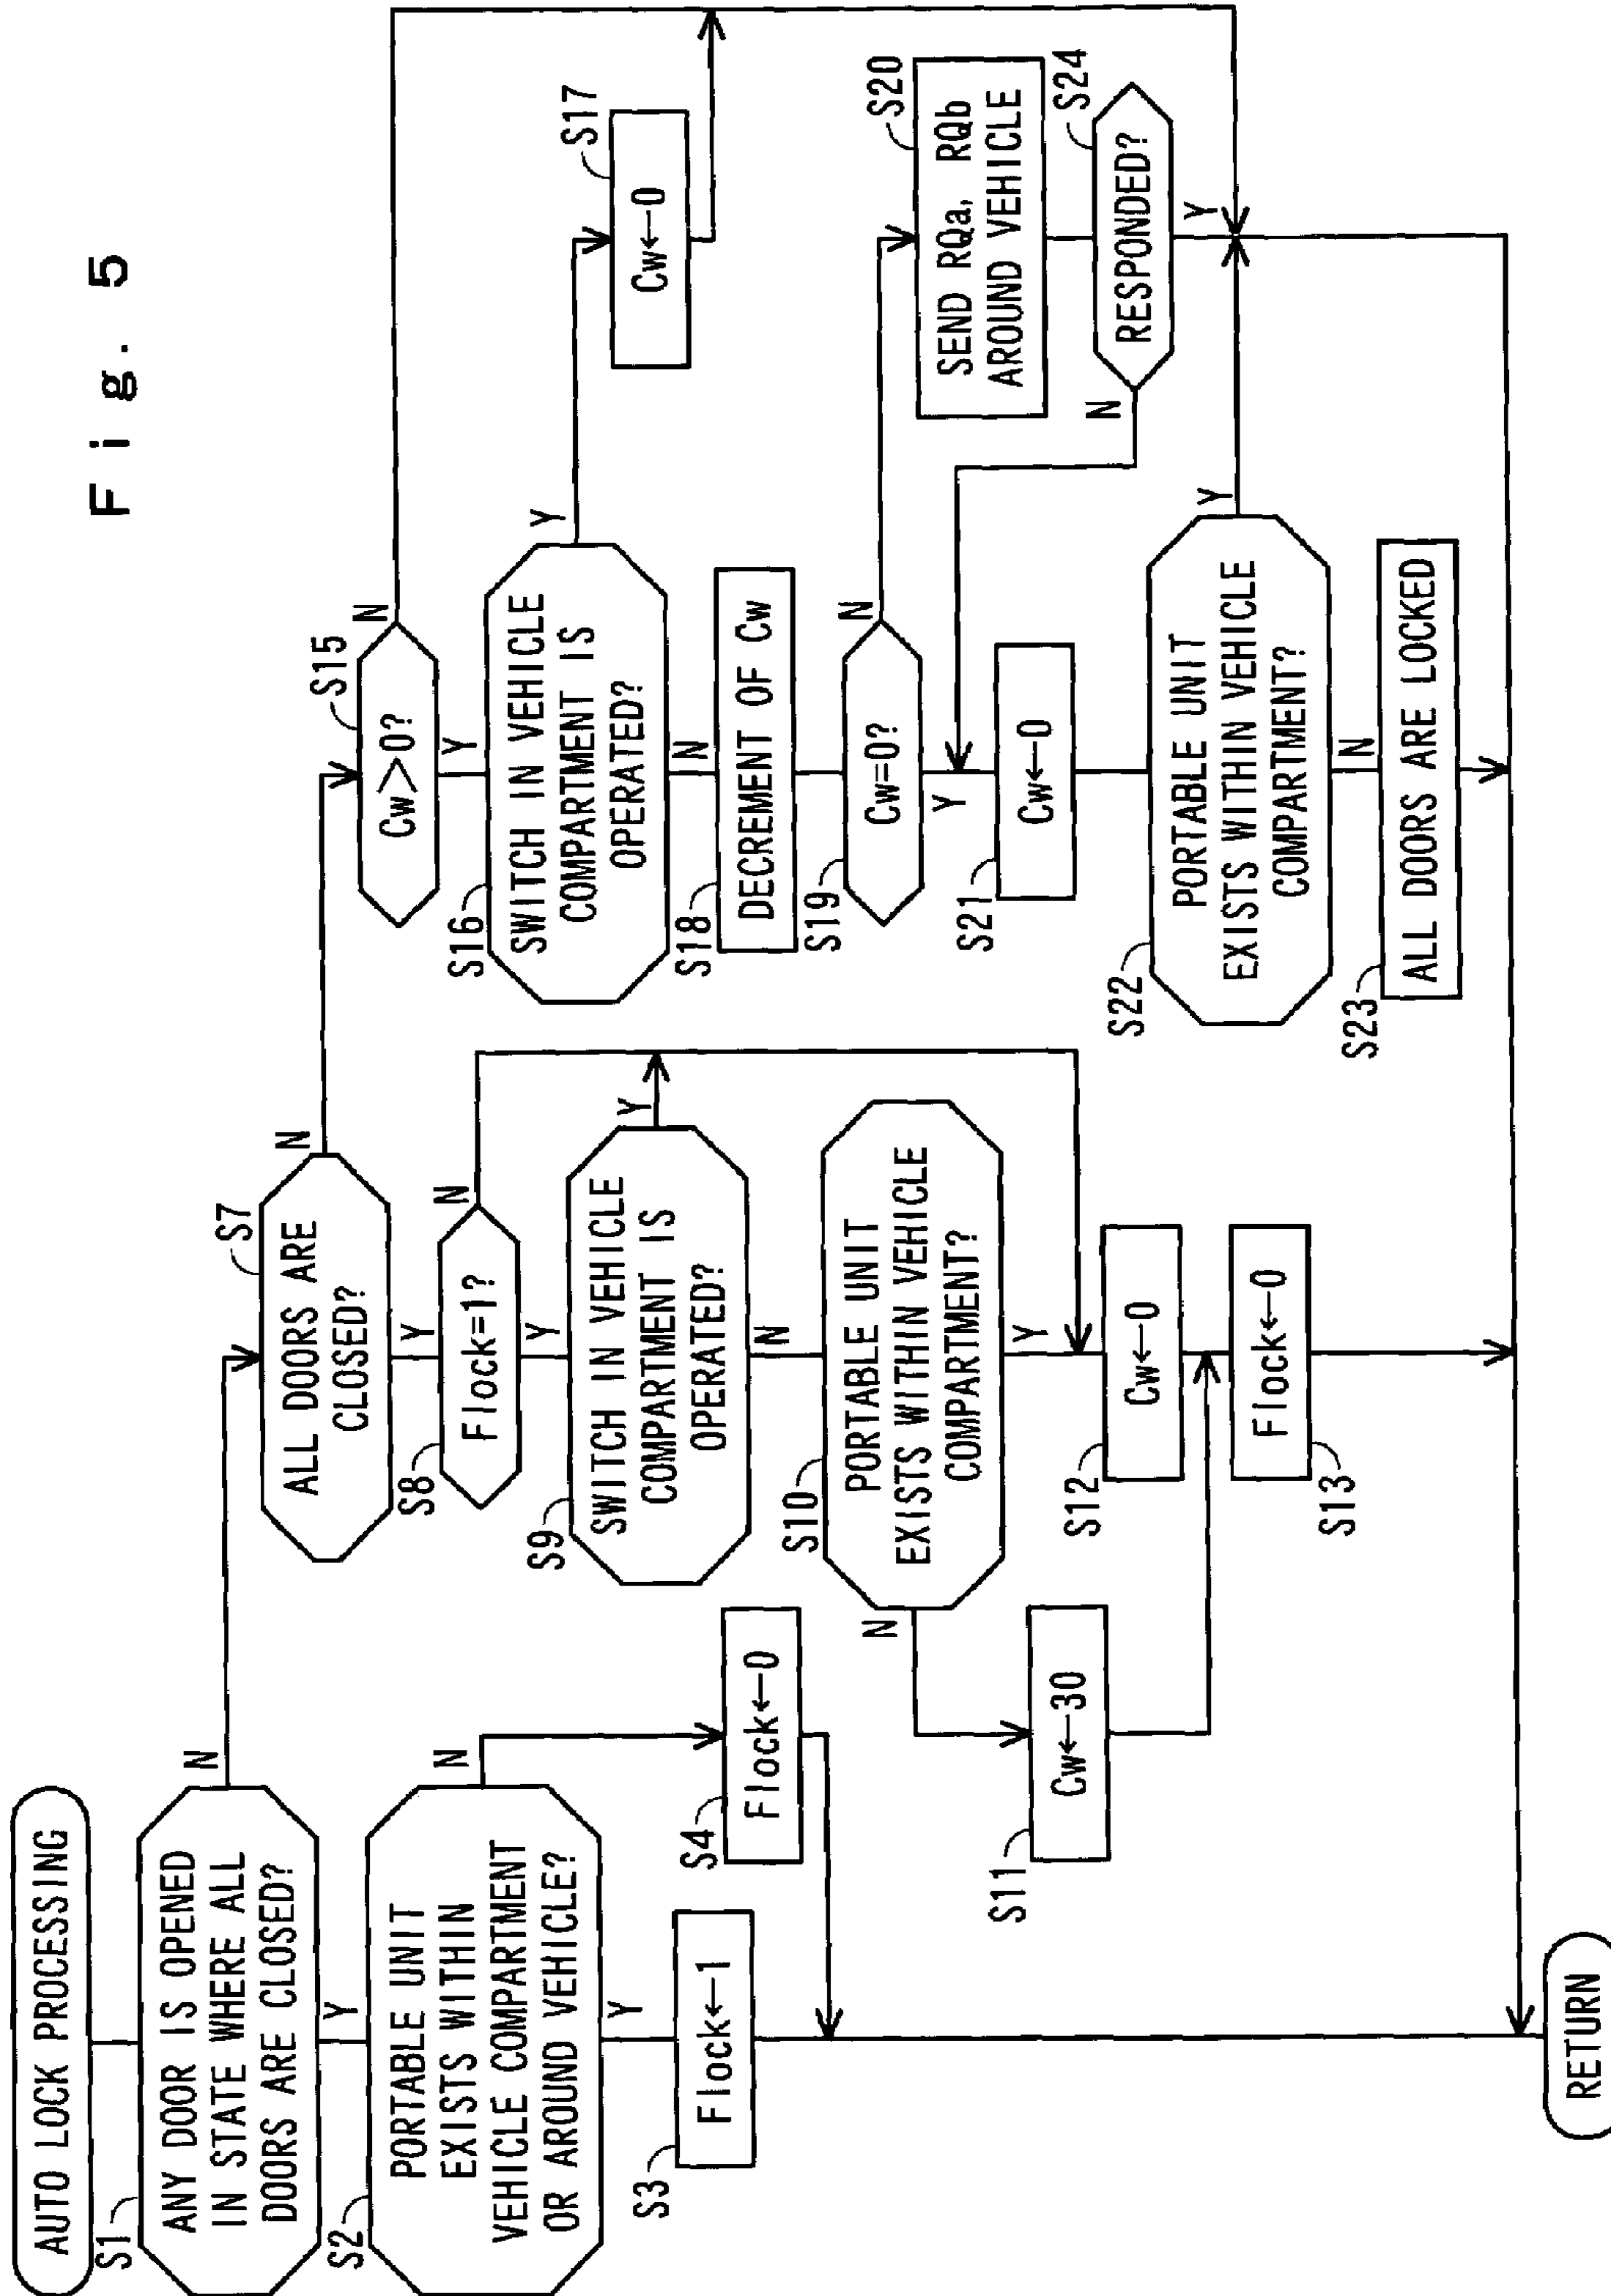 Fig. 5
AUTO LOCK PROCESSING
S1
ANY DOOR IS OPENED
IN STATE WHERE ALL
DOORS ARE CLOSED?
N
Y
S2
PORTABLE UNIT
EXISTS WITHIN
VEHICLE COMPARTMENT
OR AROUND VEHICLE?
N
Y
S3
Flock←1
S4
Flock←0
S7
ALL DOORS ARE
CLOSED?
N
Y
S8
Flock=1?
N
Y
S9
SWITCH IN VEHICLE
COMPARTMENT IS
OPERATED?
Y
N
S10
PORTABLE UNIT
EXISTS WITHIN VEHICLE
COMPARTMENT?
N
Y
S11
Cw←30
S12
Cw←0
S13
Flock←0
S15
Cw>0?
N
Y
S16
SWITCH IN VEHICLE
COMPARTMENT IS
OPERATED?
Y
N
S17
Cw←0
S18
DECREMENT OF Cw
S19
Cw=0?
N
Y
S20
SEND RQa, RQb
AROUND VEHICLE
S24
RESPONDED?
N
Y
S21
Cw←0
S22
PORTABLE UNIT
EXISTS WITHIN VEHICLE
COMPARTMENT?
Y
N
S23
ALL DOORS ARE LOCKED
RETURN